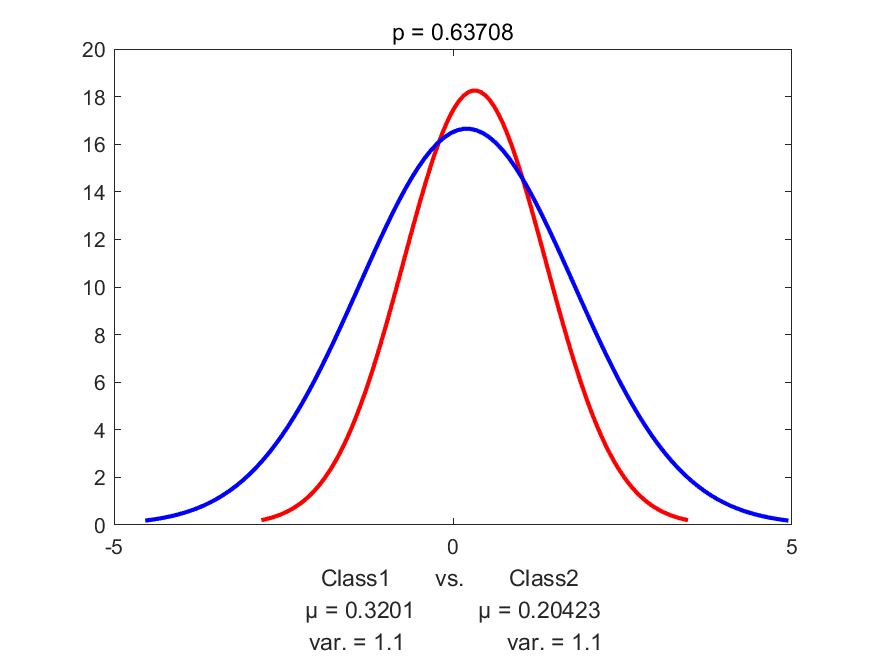 p = 0.63708
20
18
16
14
12
10
8
6
4
2
0
-5 0 5
Class1 vs. Class2
μ = 0.3201 μ = 0.20423
var. = 1.1 var. = 1.1